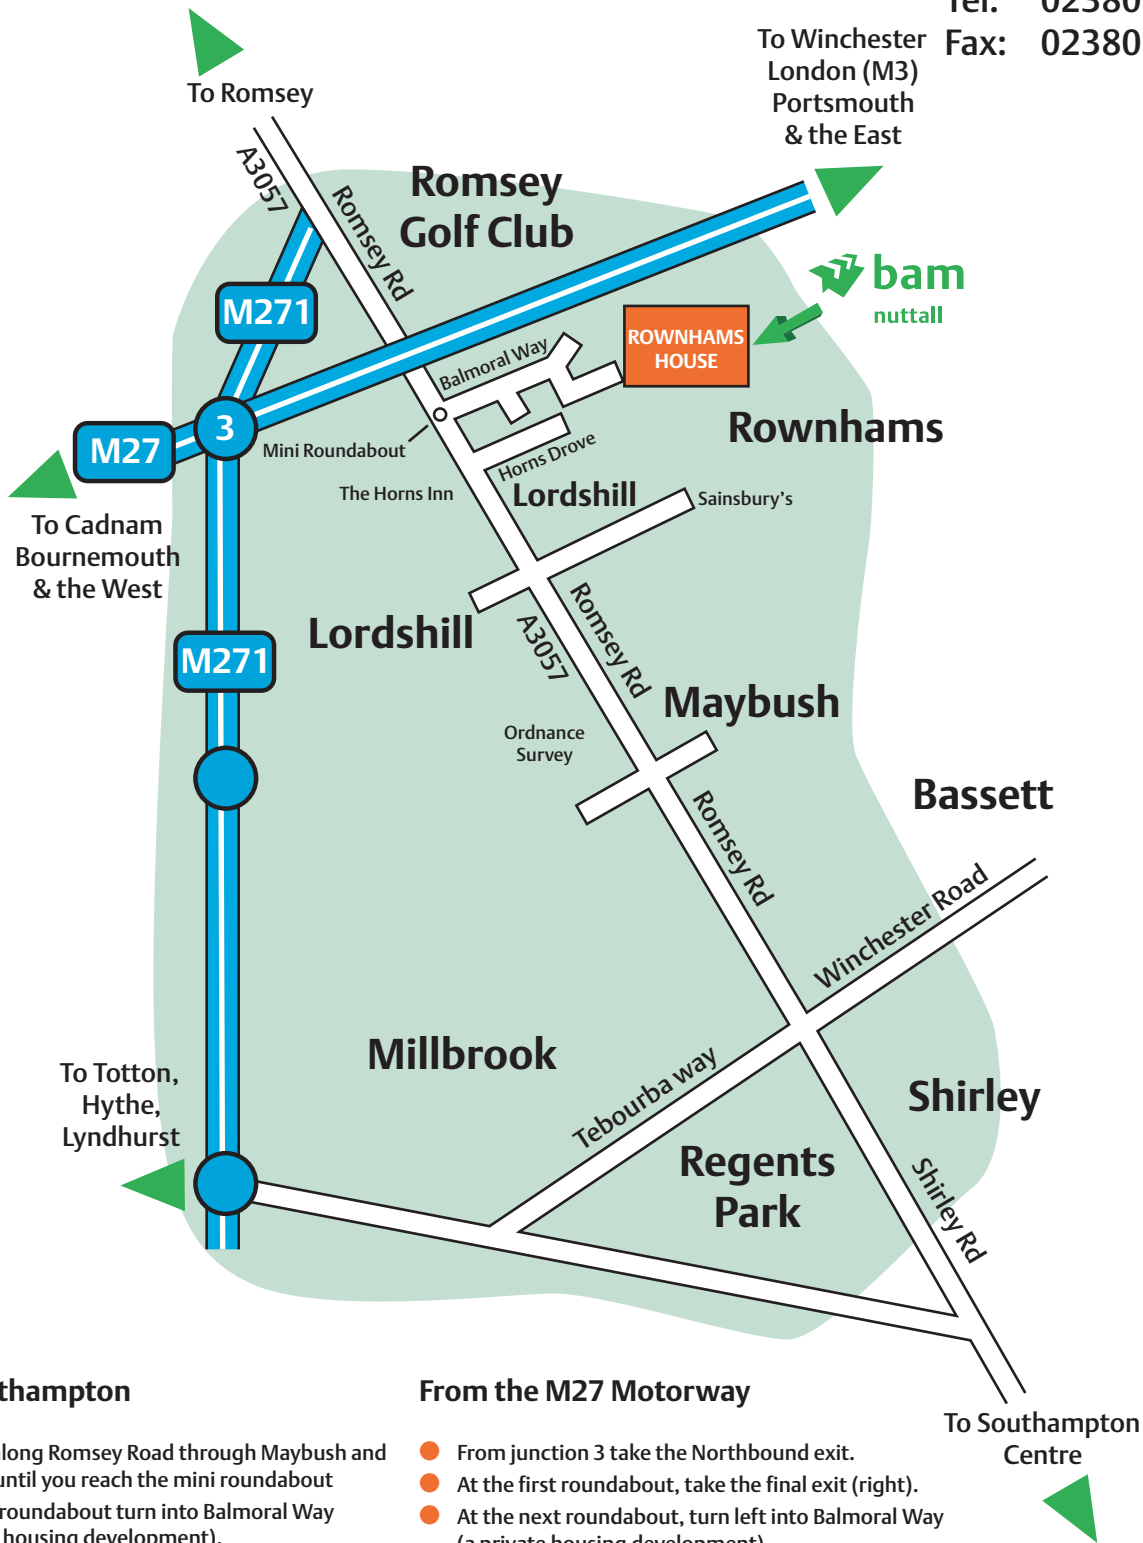 Tel: 02380
Fax: 02380
To Winchester
London (M3)
Portsmouth
& the East
To Romsey
A3057
Romsey Rd
Romsey
Golf Club
M271
bam
nuttall
ROWNHAMS
HOUSE
Balmoral Way
Rownhams
3
M27
Mini Roundabout
Horns Drove
The Horns Inn
Lordshill
Sainsbury's
To Cadnam
Bournemouth
& the West
Lordshill
A3057
Romsey Rd
M271
Maybush
Ordnance
Survey
Romsey Rd
Bassett
Winchester Road
Millbrook
Tebourba way
To Totton,
Hythe,
Lyndhurst
Shirley
Regents
Park
Shirley Rd
To Southampton
Centre
thampton
along Romsey Road through Maybush and
until you reach the mini roundabout
roundabout turn into Balmoral Way
housing development).
From the M27 Motorway
From junction 3 take the Northbound exit.
At the first roundabout, take the final exit (right).
At the next roundabout, turn left into Balmoral Way
(a private housing development)